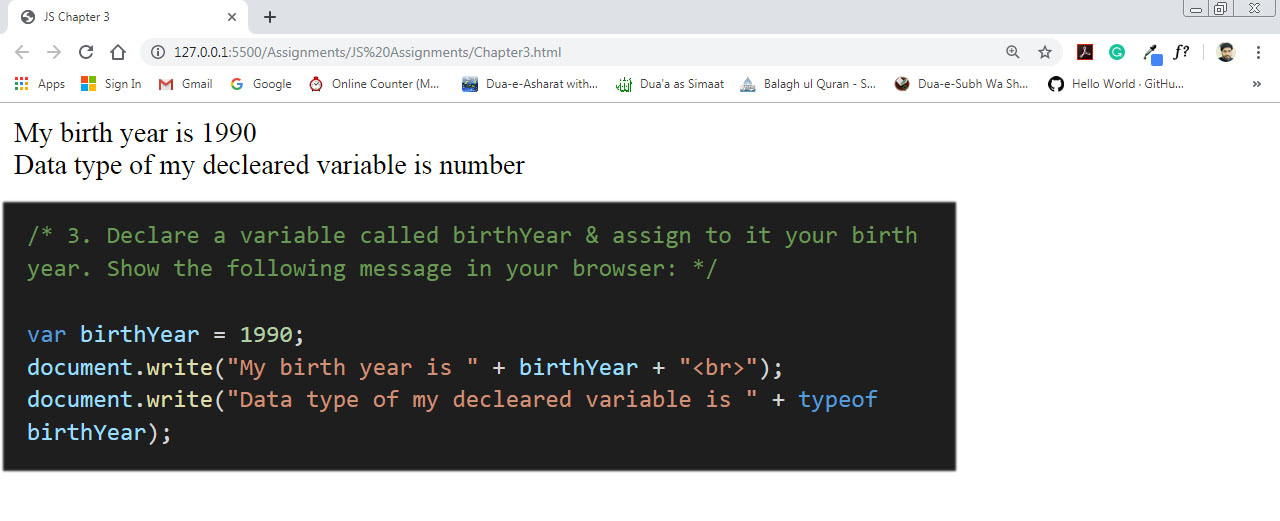 JS Chapter 3
127.0.0.1:5500/Assignments/JS%20Assignments/Chapter3.html
f?
Apps Sign In Gmail Google Online Counter (M... Dua-e-Asharat with... Dua'a as Simaat Balagh ul Quran - S... Dua-e-Subh Wa Sh... Hello World · GitHu... »
My birth year is 1990
Data type of my decleared variable is number
/* 3. Declare a variable called birthYear & assign to it your birth
year. Show the following message in your browser: */
var birthYear = 1990;
document.write("My birth year is " + birthYear + "<br>");
document.write("Data type of my decleared variable is " + typeof
birthYear);